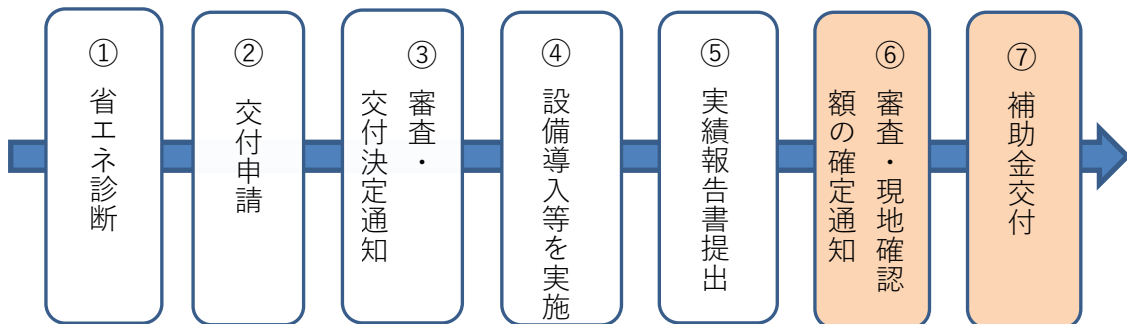 ①
省エネ診断
②
交付申請
③
審査・
交付決定通知
④
設備導入等を実施
⑤
実績報告書提出
⑥
審査・現地確認
額の確定通知
⑦
補助金交付